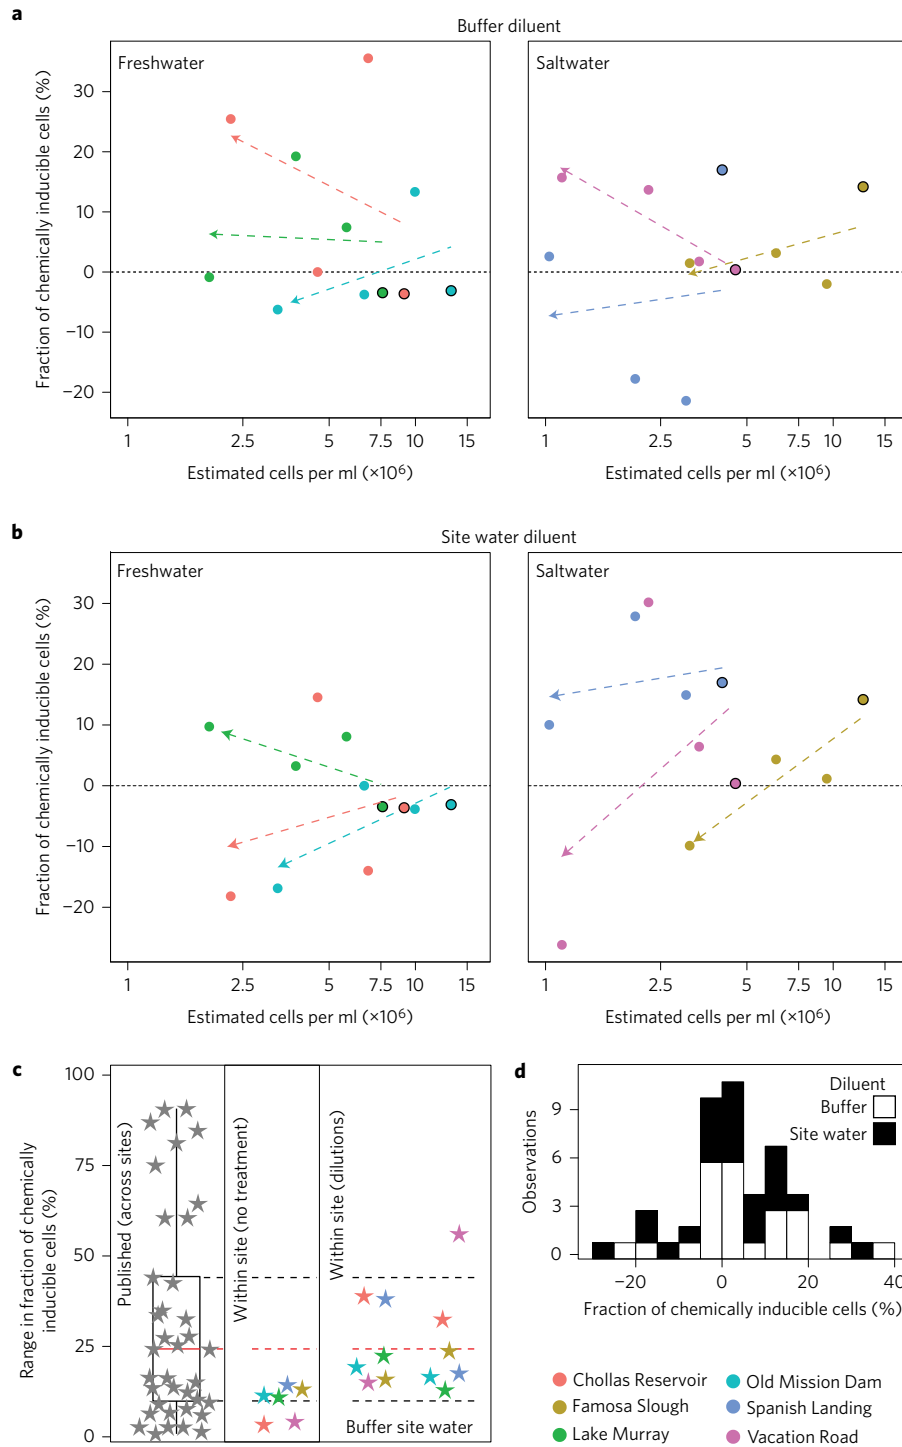 a
Buffer diluent
Freshwater
Saltwater
Fraction of chemically inducible cells (%)
30
20
10
0
−10
−20
1 2.5 5 7.5 10 15
1 2.5 5 7.5 10 15
Estimated cells per ml (×10⁶)
Estimated cells per ml (×10⁶)
b
Site water diluent
Freshwater
Saltwater
Fraction of chemically inducible cells (%)
30
20
10
0
−10
−20
1 2.5 5 7.5 10 15
1 2.5 5 7.5 10 15
Estimated cells per ml (×10⁶)
Estimated cells per ml (×10⁶)
c
Range in fraction of chemically
inducible cells (%)
100
75
50
25
0
Published (across sites)
Within site (no treatment)
Within site (dilutions)
Buffer site water
d
Diluent
Buffer
Site water
Observations
9
6
3
0
−20 0 20 40
Fraction of chemically inducible cells (%)
Chollas Reservoir
Famosa Slough
Lake Murray
Old Mission Dam
Spanish Landing
Vacation Road